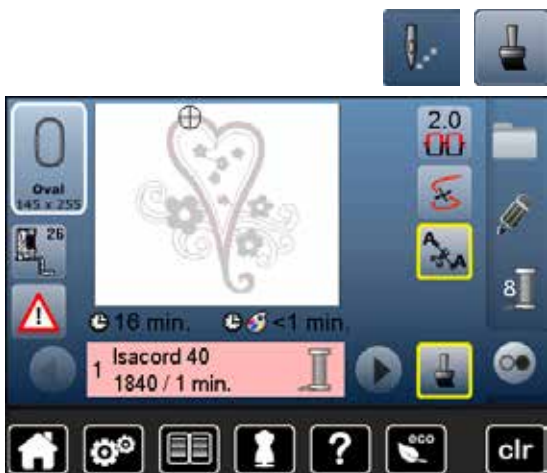 2.0
Oval
145 x 255
26
A A
8
16 min. <1 min.
1 Isacord 40
1840 / 1 min.
?
eco
clr